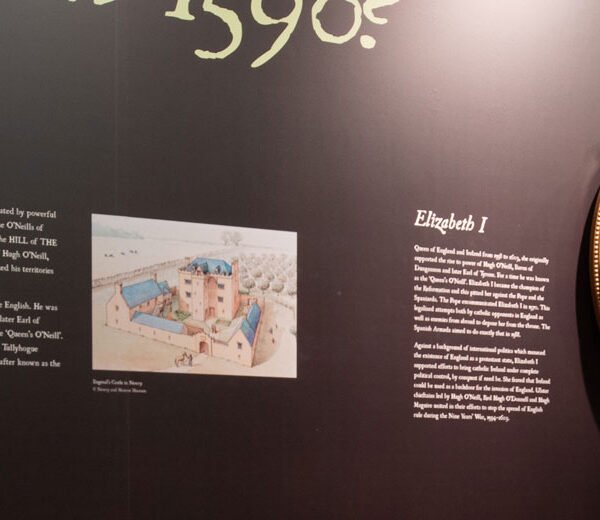 1590?
ated by powerful
e O'Neills of
he HILL of THE
Hugh O'Neill,
ed his territories
e English. He was
later Earl of
e 'Queen's O'Neill'.
Tullyhogue
after known as the
Bagenal's Castle in Newry
© Newry and Mourne Museum
Elizabeth I
Queen of England and Ireland from 1558 to 1603, she originally
supported the rise to power of Hugh O'Neill, Baron of
Dungannon and later Earl of Tyrone. For a time he was known
as the 'Queen's O'Neill'. Elizabeth I became the champion of
the Reformation and this pitted her against the Pope and the
Spaniards. The Pope excommunicated Elizabeth I in 1570. This
legalised attempts both by catholic opponents in England as
well as enemies from abroad to depose her from the throne. The
Spanish Armada aimed to do exactly that in 1588.
Against a background of international politics which menaced
the existence of England as a protestant state, Elizabeth I
supported efforts to bring catholic Ireland under complete
political control, by conquest if need be. She feared that Ireland
could be used as a backdoor for the invasion of England. Ulster
chieftains led by Hugh O'Neill, Red Hugh O'Donnell and Hugh
Maguire united in their efforts to stop the spread of English
rule during the Nine Years' War, 1594-1603.